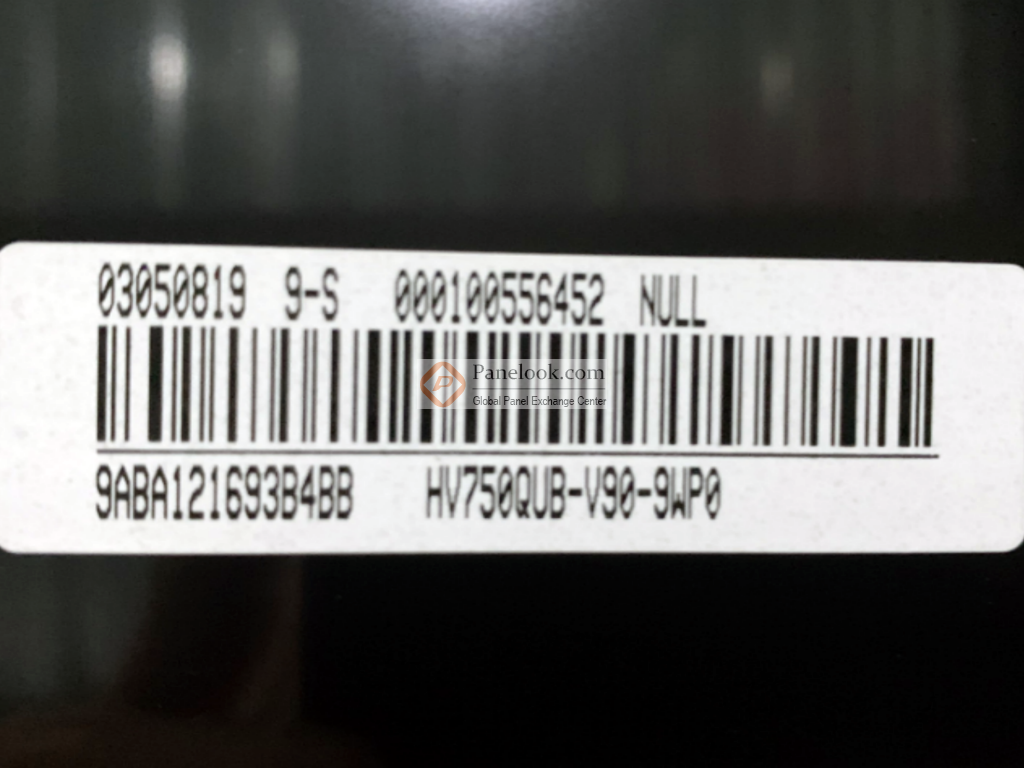 03050819 9-S 000100556452 NULL
Panelook.com
Global Panel Exchange Center
9ABA121693B4BB HV750QUB-V90-9WP0